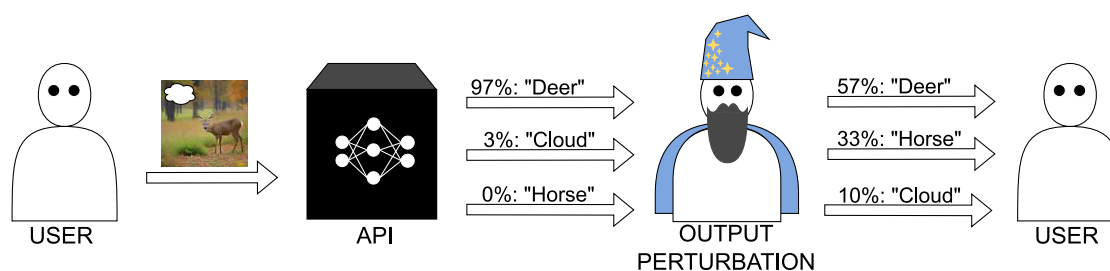 97%: "Deer"
57%: "Deer"
3%: "Cloud"
33%: "Horse"
0%: "Horse"
10%: "Cloud"
USER
API
OUTPUT
PERTURBATION
USER